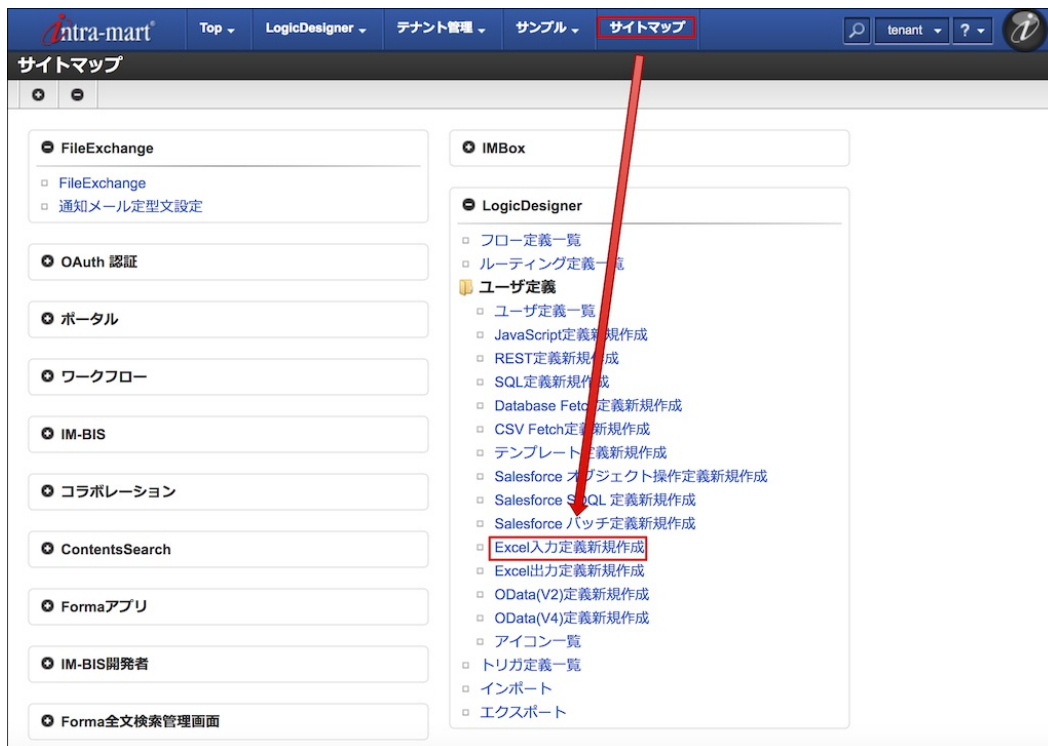 intra-mart®
Top LogicDesigner テナント管理 サンプル サイトマップ tenant ?
サイトマップ
FileExchange
FileExchange
通知メール定型文設定
OAuth 認証
ポータル
ワークフロー
IM-BIS
コラボレーション
ContentsSearch
Formaアプリ
IM-BIS開発者
Forma全文検索管理画面
IMBox
LogicDesigner
フロー定義一覧
ルーティング定義一覧
ユーザ定義
ユーザ定義一覧
JavaScript定義新規作成
REST定義新規作成
SQL定義新規作成
Database Fetch定義新規作成
CSV Fetch定義新規作成
テンプレート定義新規作成
Salesforce オブジェクト操作定義新規作成
Salesforce SOQL 定義新規作成
Salesforce バッチ定義新規作成
Excel入力定義新規作成
Excel出力定義新規作成
OData(V2)定義新規作成
OData(V4)定義新規作成
アイコン一覧
トリガ定義一覧
インポート
エクスポート